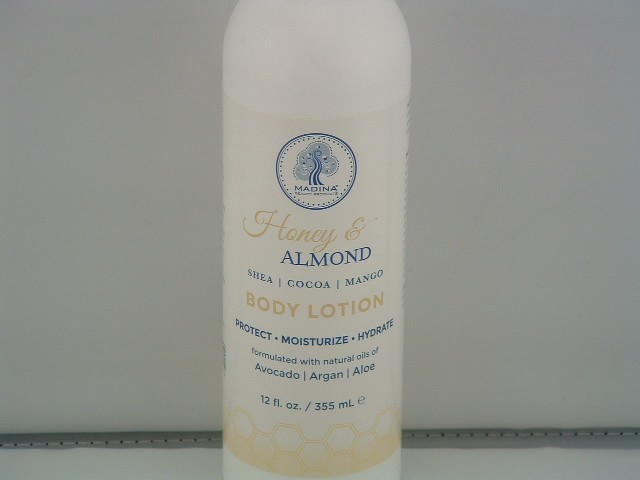 MADINA
Honey &
ALMOND
SHEA | COCOA | MANGO
BODY LOTION
PROTECT • MOISTURIZE • HYDRATE
formulated with natural oils of
Avocado | Argan | Aloe
12 fl. oz. / 355 mL ℮